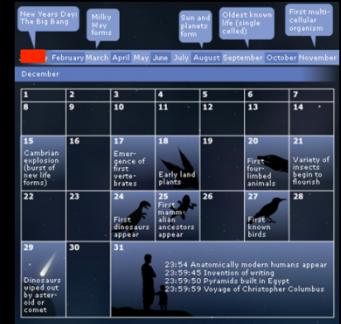 New Years Day:
The Big Bang
Milky
Way
forms
Sun and
planets
form
Oldest known
life (single
celled)
First multi-
cellular
organism
February March April May June July August September October November
December
1 2 3 4 5 6 7
8 9 10 11 12 13 14
15 16 17 18 19 20 21
Cambrian
explosion
(burst of
new life
forms)
Emer-
gence of
first
verte-
brates
Early land
plants
First
four-
limbed
animals
Variety of
insects
begin to
flourish
22 23 24 25 26 27 28
First
dinosaurs
appear
First
mamm-
alian
ancestors
appear
First
known
birds
29 30 31
Dinosaurs
wiped out
by aster-
oid or
comet
23:54 Anatomically modern humans appear
23:59:45 Invention of writing
23:59:50 Pyramids built in Egypt
23:59:59 Voyage of Christopher Columbus